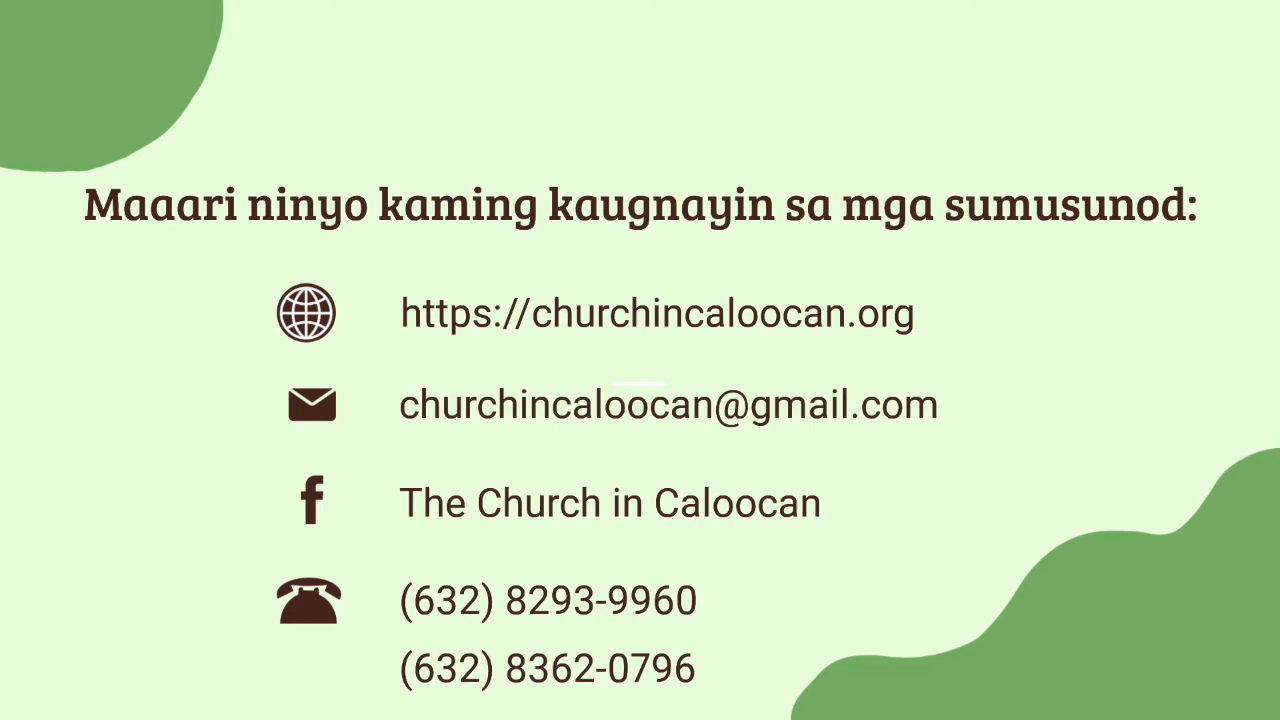 Maaari ninyo kaming kaugnayin sa mga sumusunod:
https://churchincaloocan.org
churchincaloocan@gmail.com
The Church in Caloocan
(632) 8293-9960
(632) 8362-0796